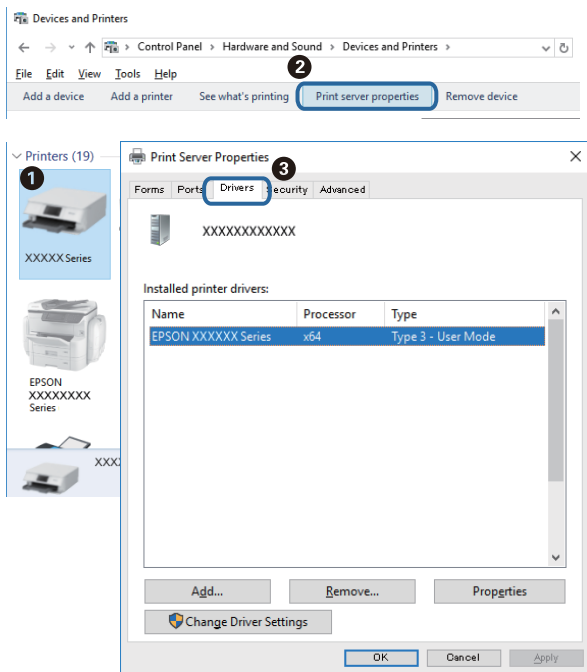 Devices and Printers
Control Panel > Hardware and Sound > Devices and Printers >
2
File Edit View Tools Help
Add a device Add a printer See what's printing Print server properties Remove device
Printers (19)
1
XXXXX Series
EPSON
XXXXXXXX
Series
XXX
Print Server Properties
3
Forms Ports Drivers Security Advanced
XXXXXXXXXXXX
Installed printer drivers:
Name Processor Type
EPSON XXXXXX Series x64 Type 3 - User Mode
Add... Remove... Properties
Change Driver Settings
OK Cancel Apply